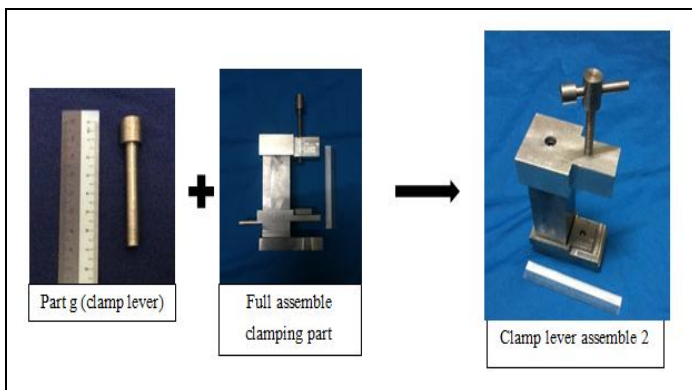 Part g (clamp lever)
Full assemble
clamping part
Clamp lever assemble 2